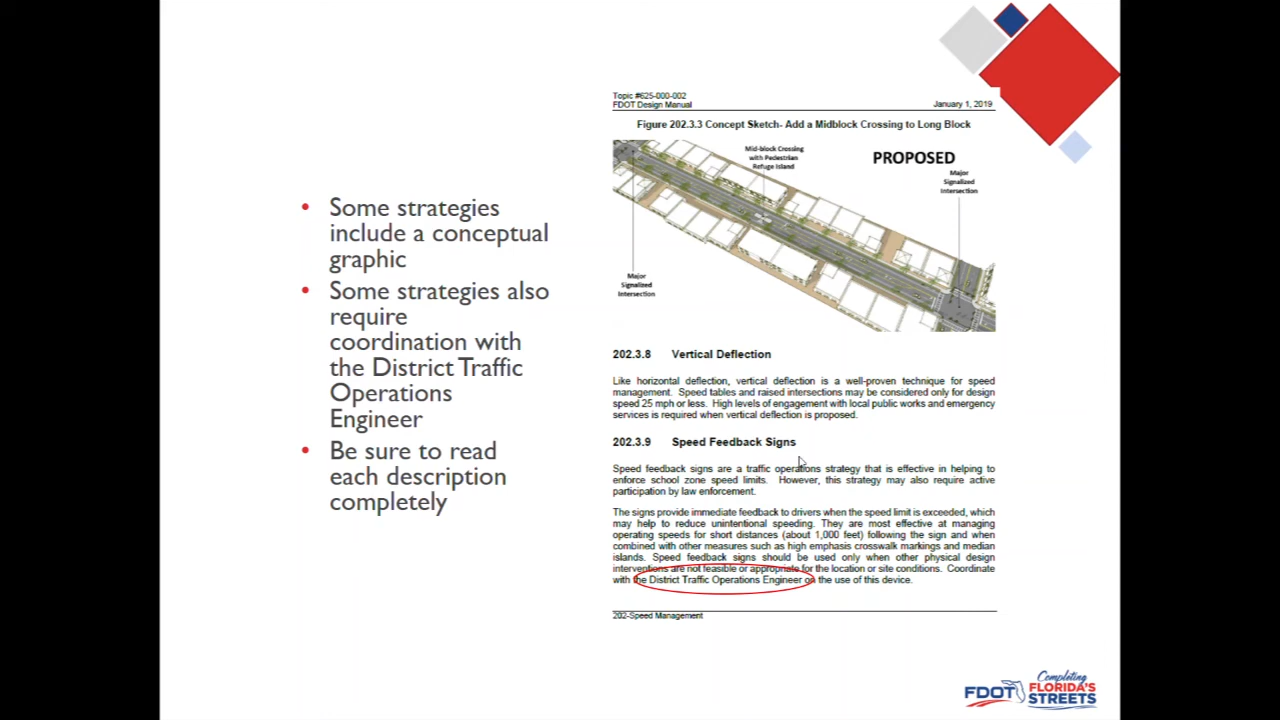 Some strategies
include a conceptual
graphic
Some strategies also
require
coordination with
the District Traffic
Operations
Engineer
Be sure to read
each description
completely
Topic #625-000-002
FDOT Design Manual
January 1, 2019
Figure 202.3.3 Concept Sketch- Add a Midblock Crossing to Long Block
Mid-block Crossing
with Pedestrian
Refuge Island
PROPOSED
Major
Signalized
Intersection
Major
Signalized
Intersection
202.3.8 Vertical Deflection
Like horizontal deflection, vertical deflection is a well-proven technique for speed
management. Speed tables and raised intersections may be considered only for design
speed 25 mph or less. High levels of engagement with local public works and emergency
services is required when vertical deflection is proposed.
202.3.9 Speed Feedback Signs
Speed feedback signs are a traffic operations strategy that is effective in helping to
enforce school zone speed limits. However, this strategy may also require active
participation by law enforcement.
The signs provide immediate feedback to drivers when the speed limit is exceeded, which
may help to reduce unintentional speeding. They are most effective at managing
operating speeds for short distances (about 1,000 feet) following the sign and when
combined with other measures such as high emphasis crosswalk markings and median
islands. Speed feedback signs should be used only when other physical design
interventions are not feasible or appropriate for the location or site conditions. Coordinate
with the District Traffic Operations Engineer on the use of this device.
202-Speed Management
Completing
FDOT FLORIDA'S
STREETS